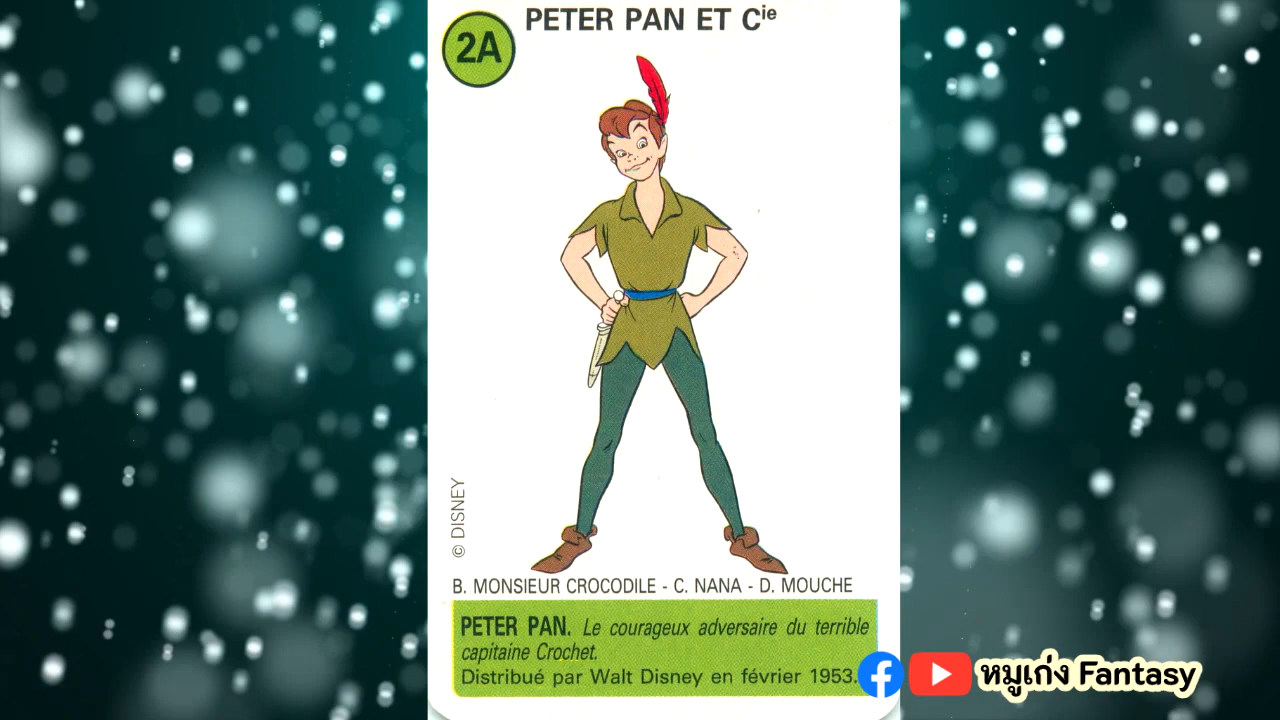 2A
PETER PAN ET Cie
© DISNEY
B. MONSIEUR CROCODILE - C. NANA - D. MOUCHE
PETER PAN. Le courageux adversaire du terrible
capitaine Crochet.
Distribué par Walt Disney en février 1953.
หมูเก่ง Fantasy